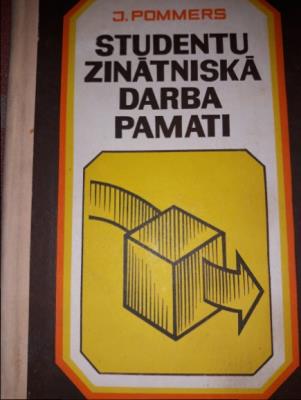 J. POMMERS
STUDENTU
ZINĀTNISKĀ
DARBA
PAMATI